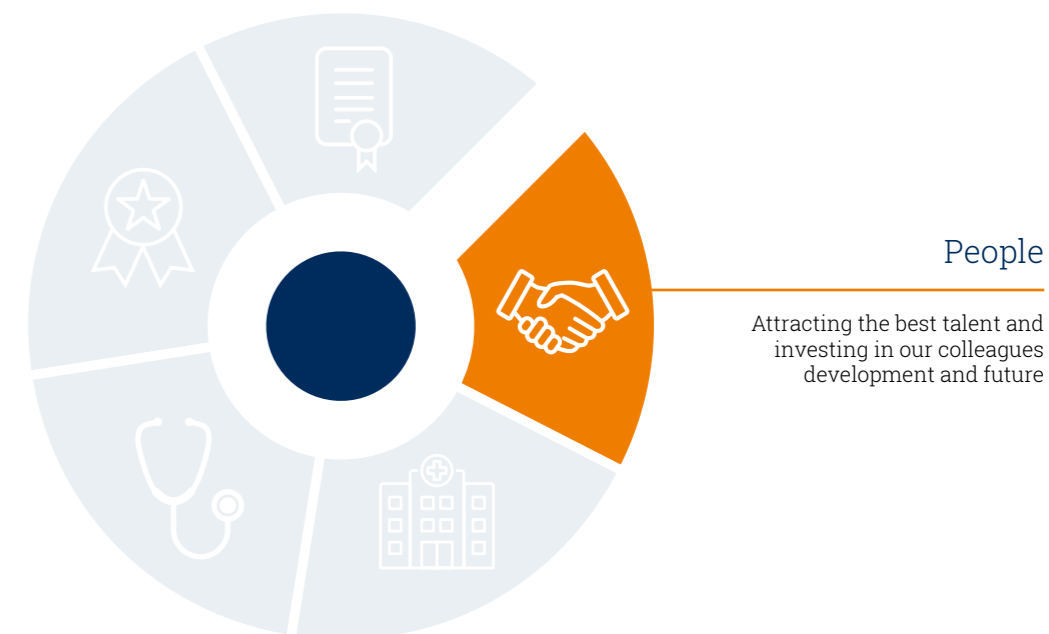 People
Attracting the best talent and
investing in our colleagues
development and future